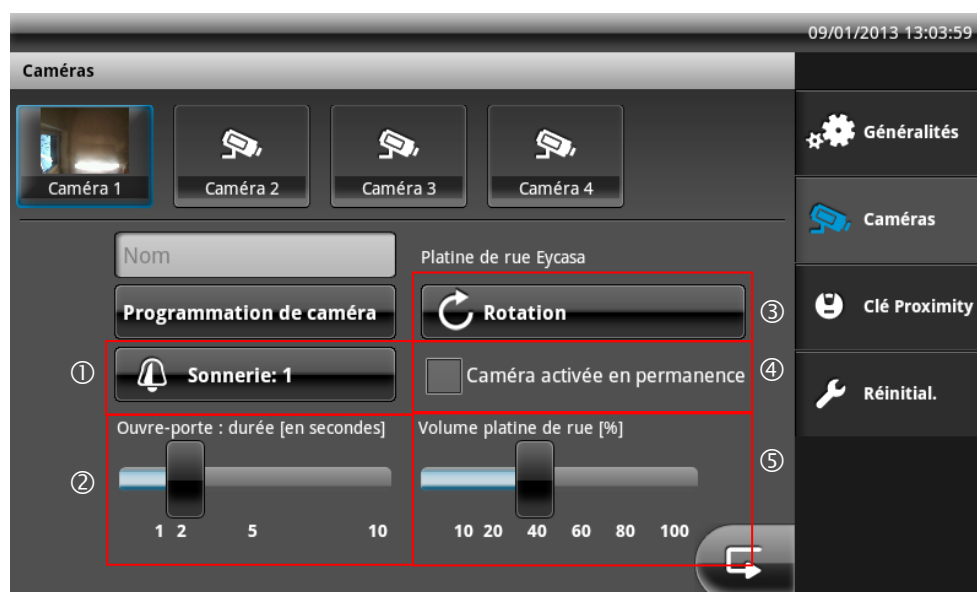 09/01/2013 13:03:59
Caméras
Caméra 1
Caméra 2
Caméra 3
Caméra 4
Généralités
Caméras
Clé Proximity
Réinitial.
Nom
Platine de rue Eycasa
Programmation de caméra
Rotation
③
①
Sonnerie: 1
Caméra activée en permanence
④
Ouvre-porte : durée [en secondes]
Volume platine de rue [%]
②
⑤
1 2 5 10
10 20 40 60 80 100